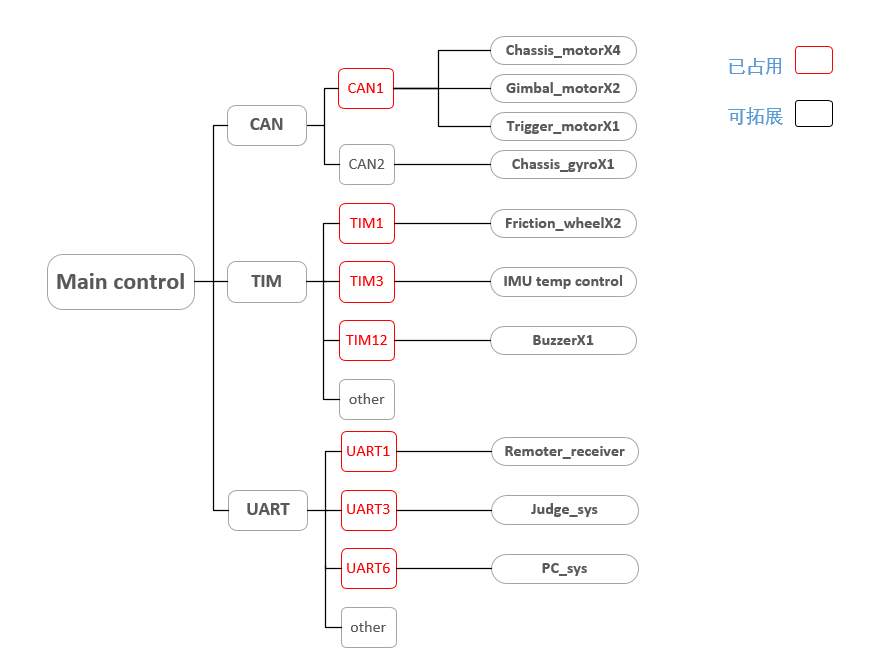 Main control
CAN
CAN1
Chassis_motorX4
Gimbal_motorX2
Trigger_motorX1
CAN2
Chassis_gyroX1
TIM
TIM1
Friction_wheelX2
TIM3
IMU temp control
TIM12
BuzzerX1
other
UART
UART1
Remoter_receiver
UART3
Judge_sys
UART6
PC_sys
other
已占用
可拓展